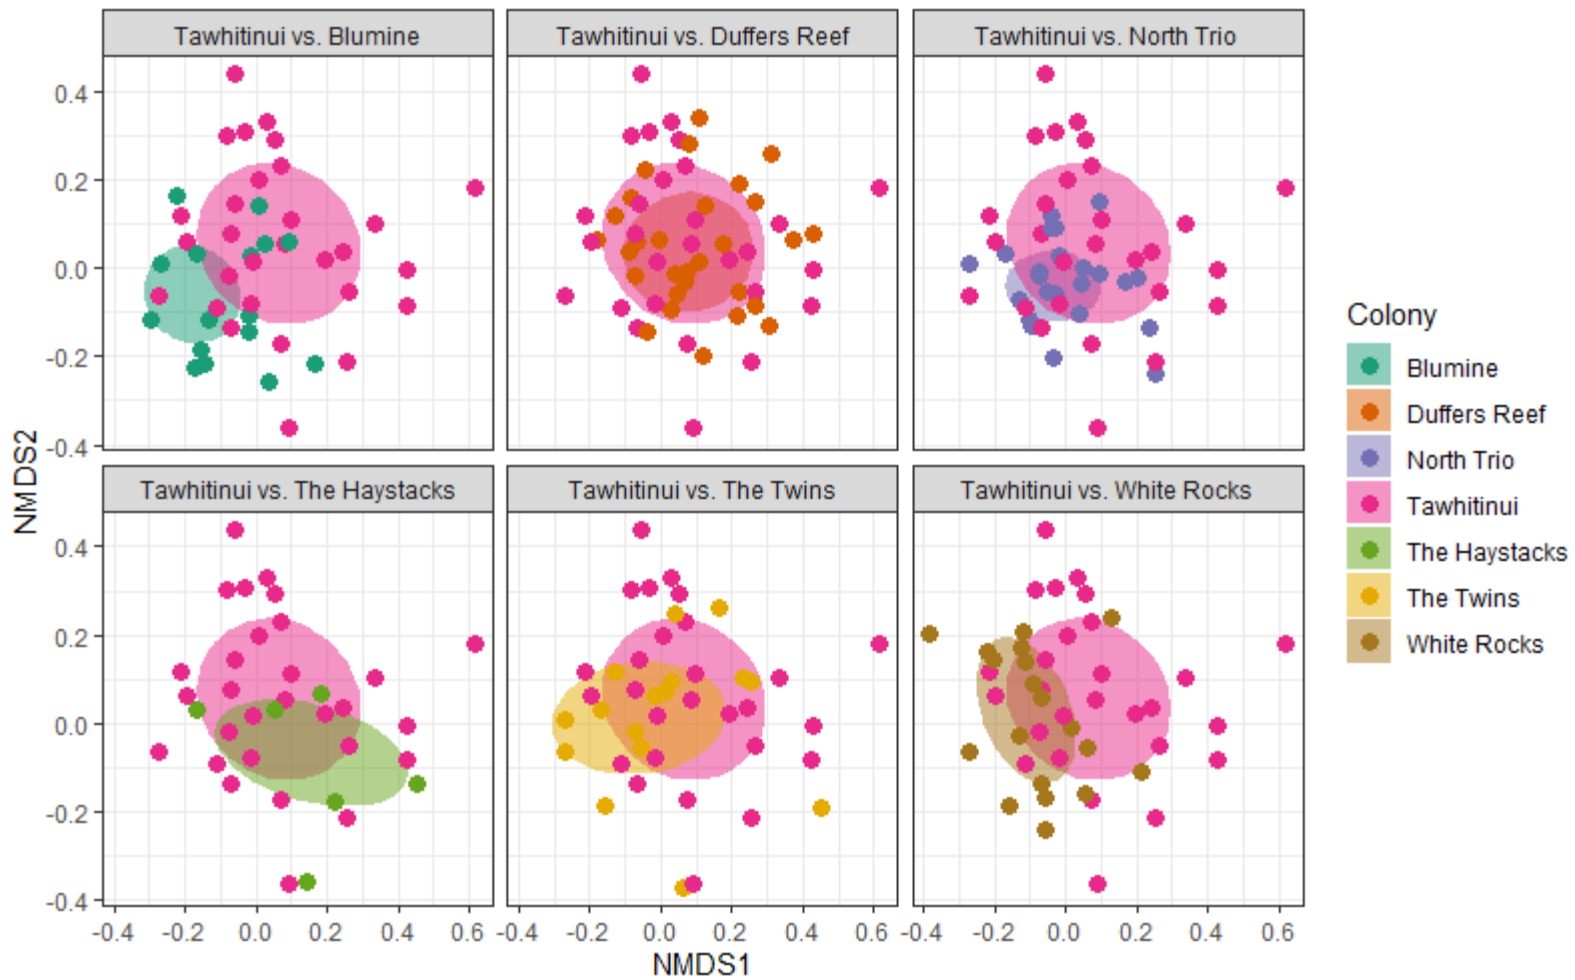 Tawhitinui vs. Blumine
Tawhitinui vs. Duffers Reef
Tawhitinui vs. North Trio
0.4
0.2
0.0
-0.2
-0.4
NMDS2
Tawhitinui vs. The Haystacks
Tawhitinui vs. The Twins
Tawhitinui vs. White Rocks
0.4
0.2
0.0
-0.2
-0.4
-0.4 -0.2 0.0 0.2 0.4 0.6
-0.4 -0.2 0.0 0.2 0.4 0.6
-0.4 -0.2 0.0 0.2 0.4 0.6
NMDS1
Colony
Blumine
Duffers Reef
North Trio
Tawhitinui
The Haystacks
The Twins
White Rocks